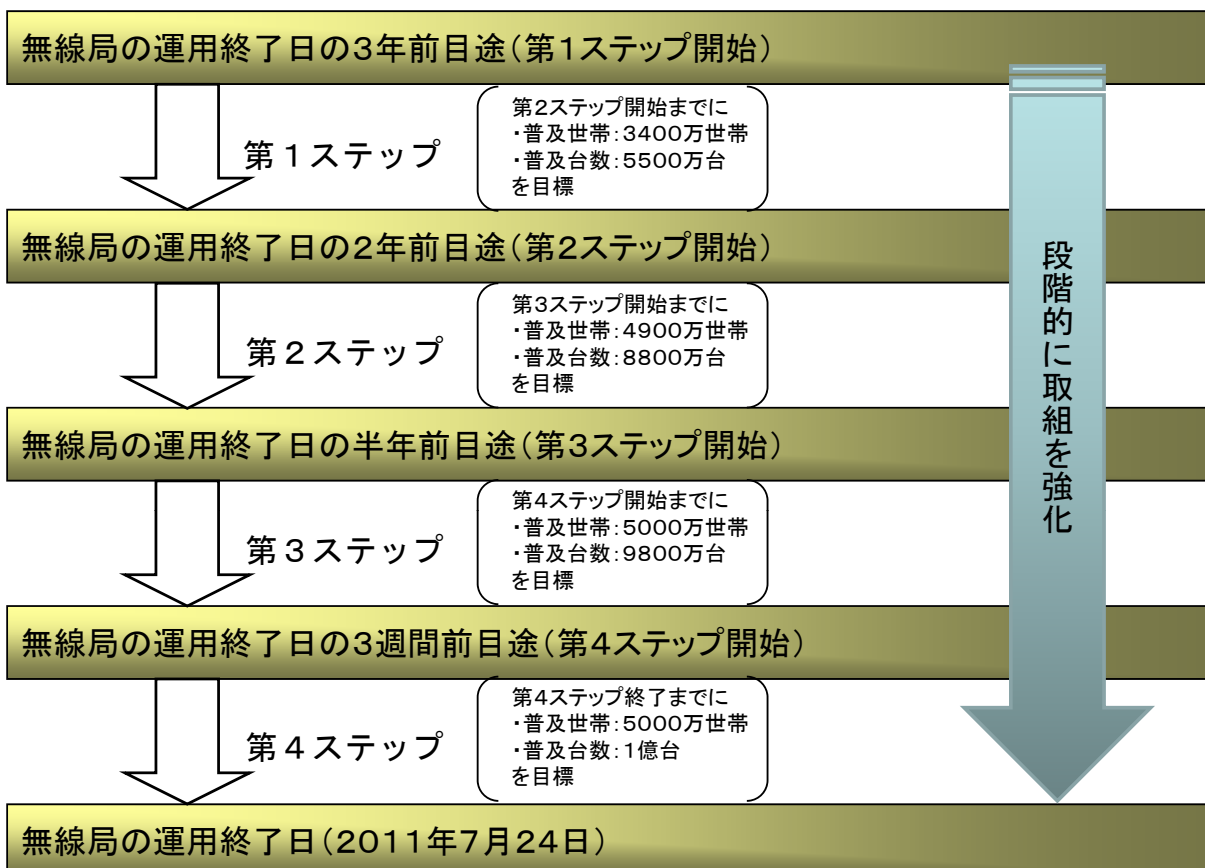 無線局の運用終了日の3年前目途(第1ステップ開始)
第1ステップ
第2ステップ開始までに
・普及世帯:3400万世帯
・普及台数:5500万台
を目標
無線局の運用終了日の2年前目途(第2ステップ開始)
第2ステップ
第3ステップ開始までに
・普及世帯:4900万世帯
・普及台数:8800万台
を目標
無線局の運用終了日の半年前目途(第3ステップ開始)
第3ステップ
第4ステップ開始までに
・普及世帯:5000万世帯
・普及台数:9800万台
を目標
無線局の運用終了日の3週間前目途(第4ステップ開始)
第4ステップ
第4ステップ終了までに
・普及世帯:5000万世帯
・普及台数:1億台
を目標
無線局の運用終了日(2011年7月24日)
段階的に取組を強化